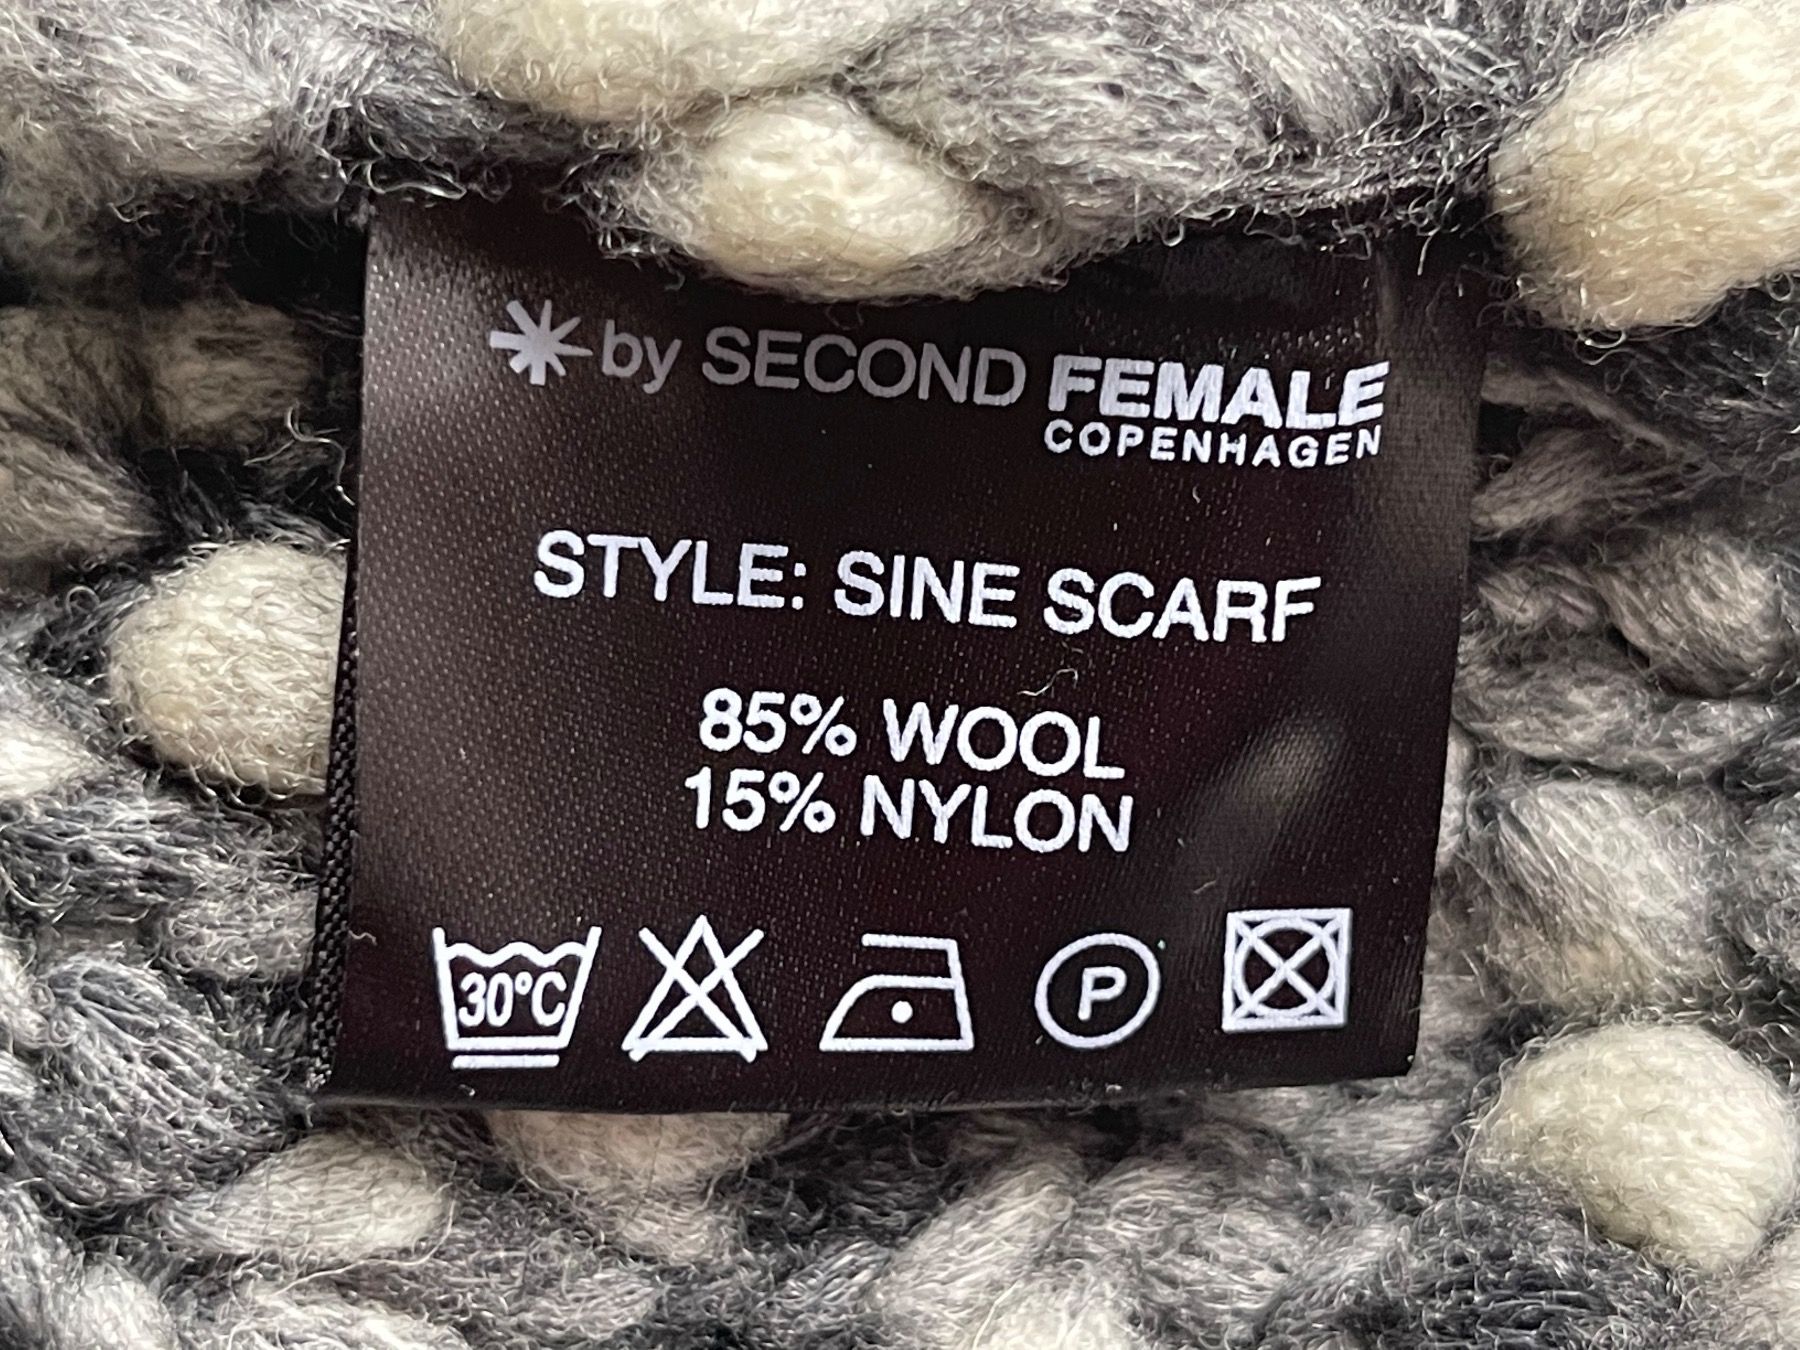 by SECOND FEMALE
COPENHAGEN
STYLE: SINE SCARF
85% WOOL
15% NYLON
30°C
P